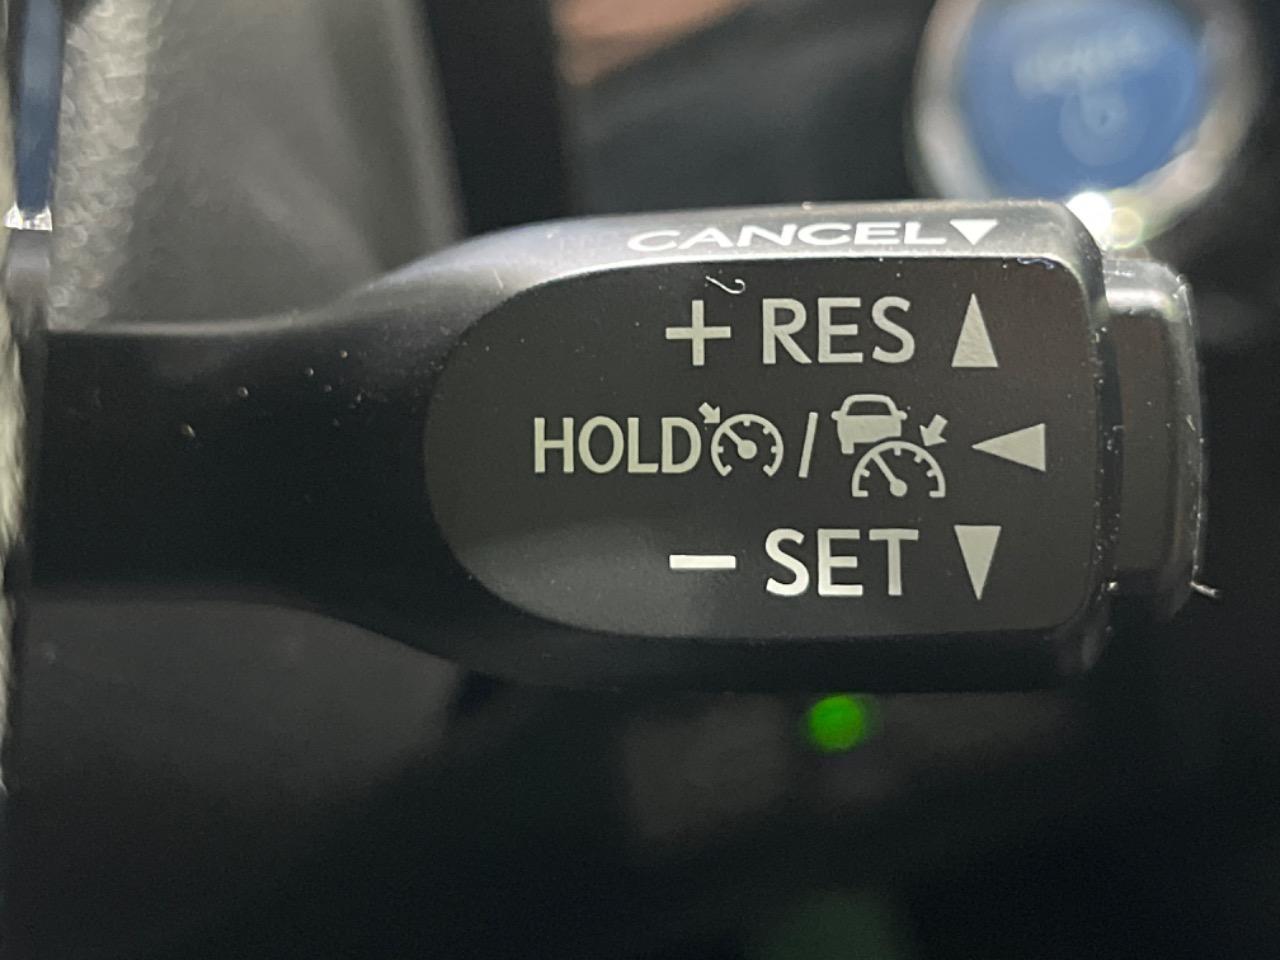 CANCEL
+ RES
HOLD /
– SET